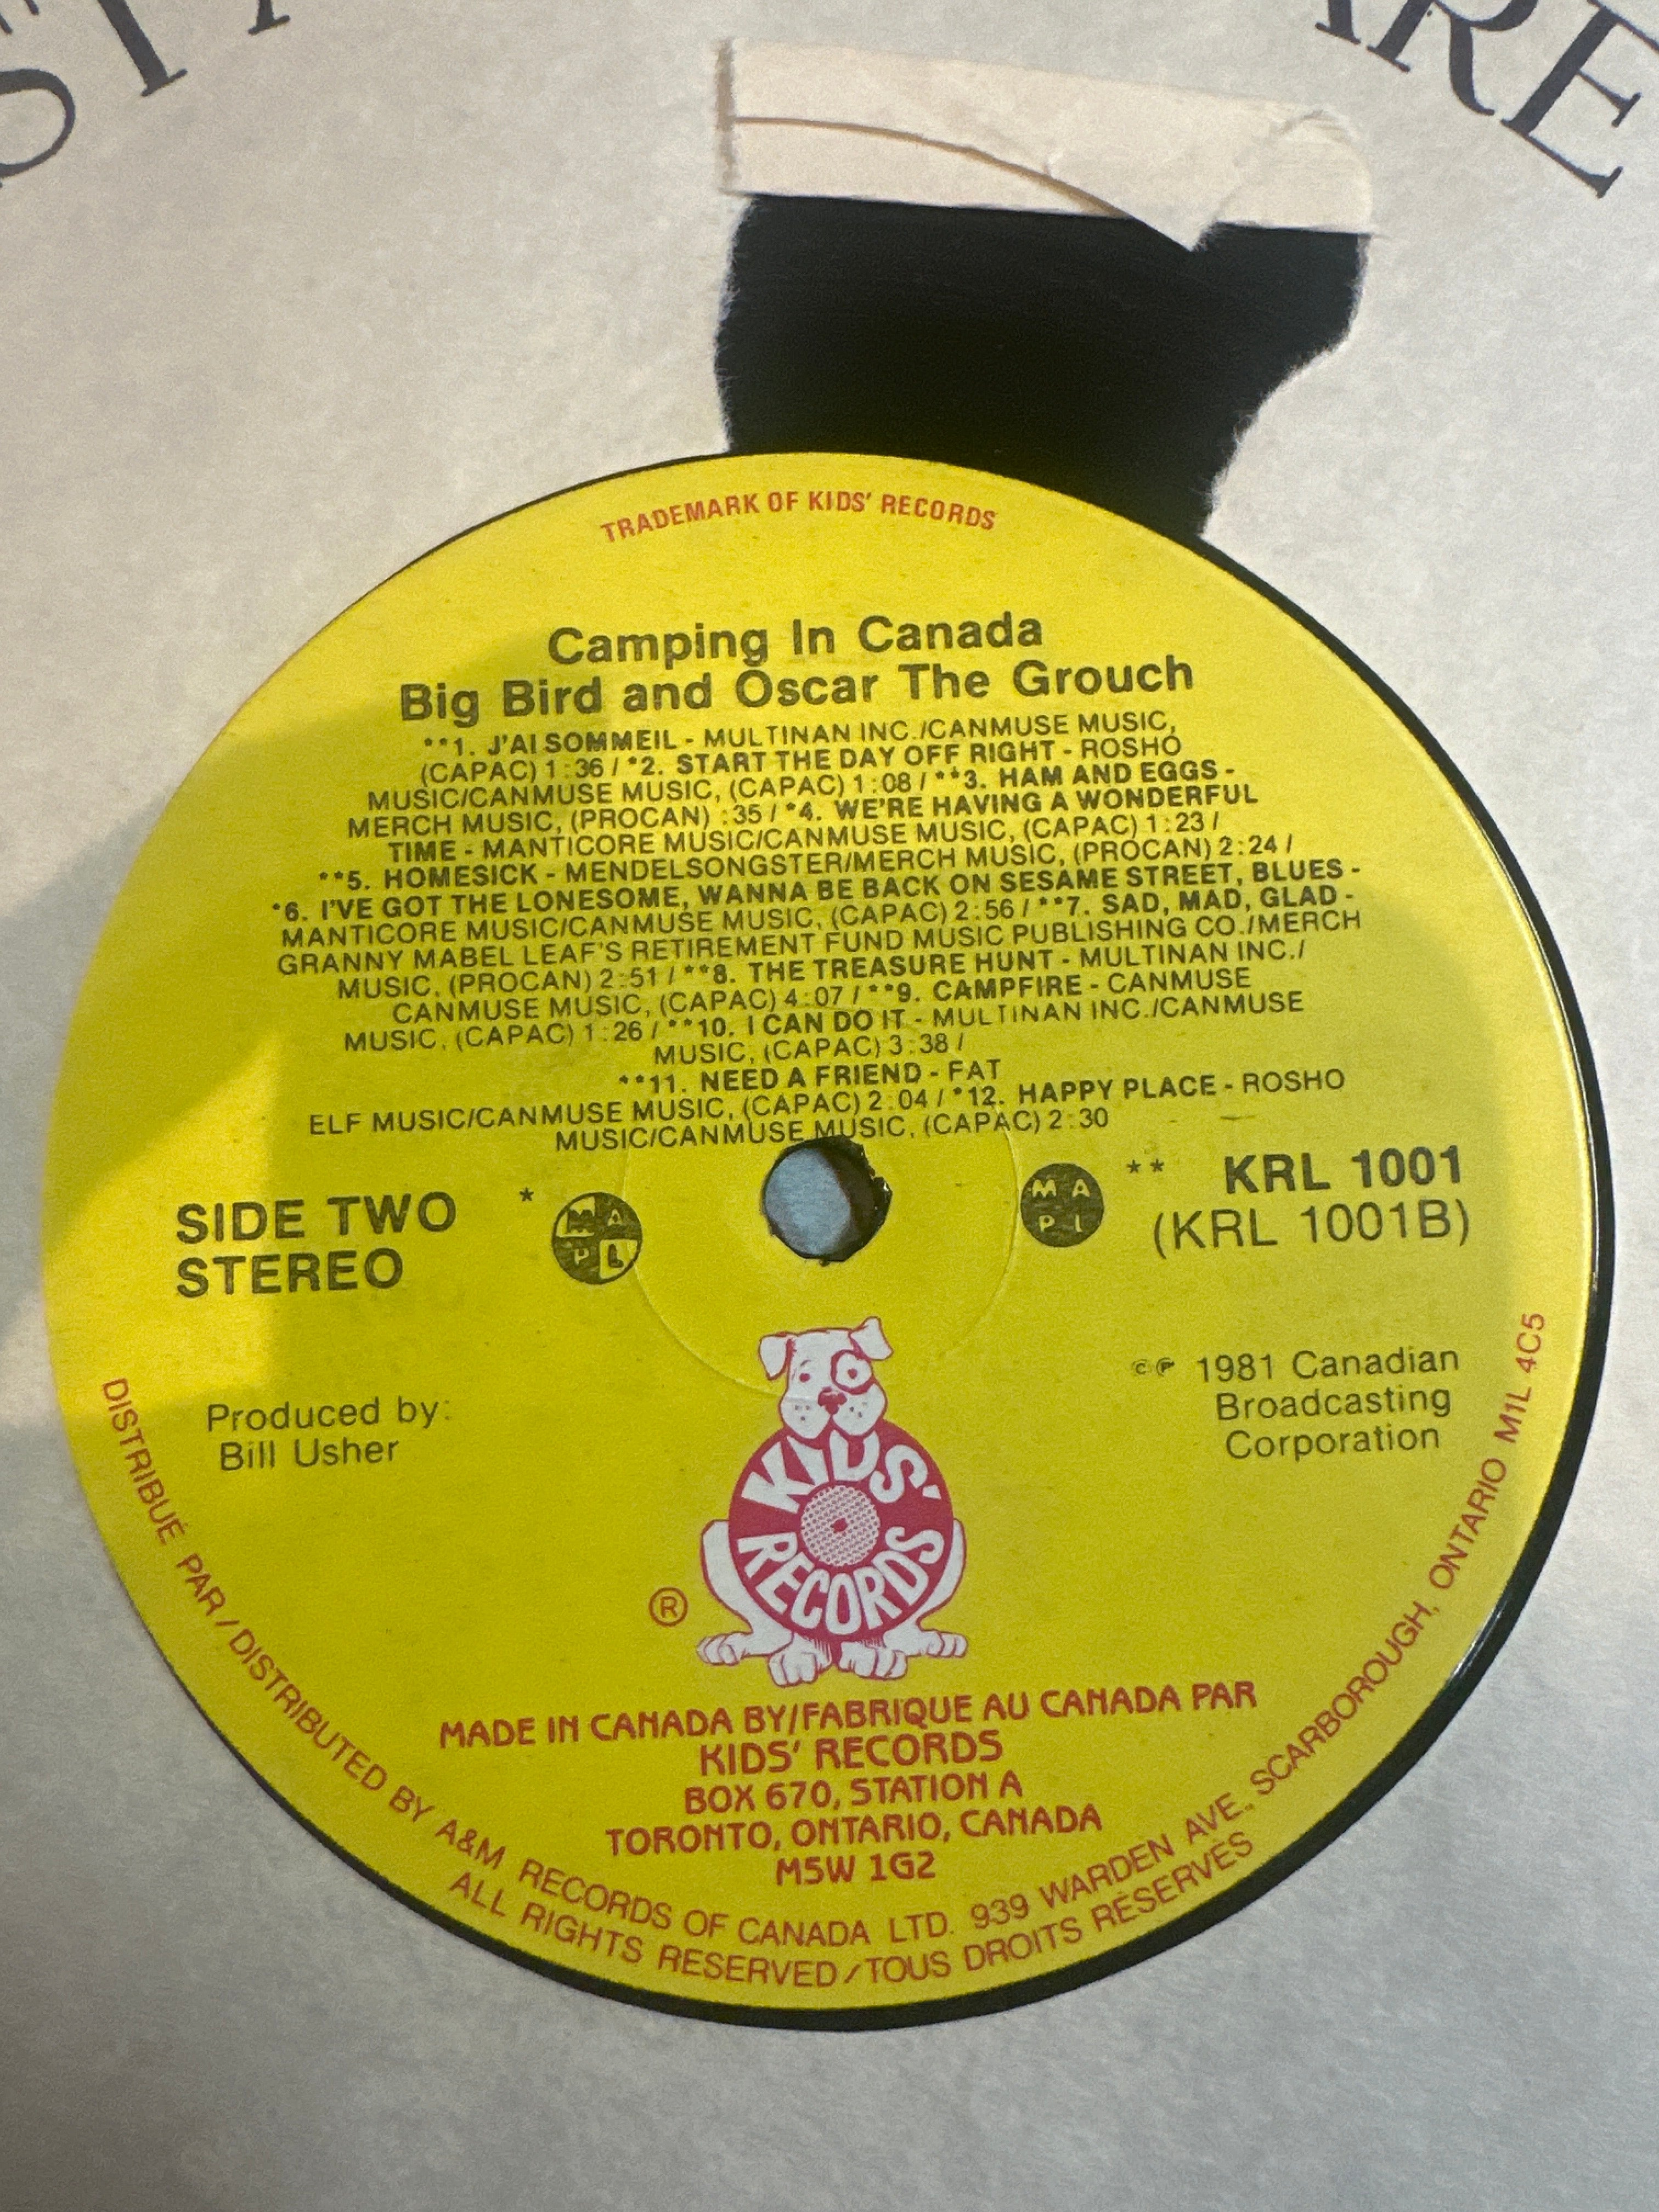 ST
ARE
TRADEMARK OF KIDS' RECORDS
Camping In Canada
Big Bird and Oscar The Grouch
**1. J'AI SOMMEIL - MULTINAN INC./CANMUSE MUSIC,
(CAPAC) 1:36 / *2. START THE DAY OFF RIGHT - ROSHO
MUSIC/CANMUSE MUSIC, (CAPAC) 1:08 / **3. HAM AND EGGS -
MERCH MUSIC, (PROCAN) :35 / *4. WE'RE HAVING A WONDERFUL
TIME - MANTICORE MUSIC/CANMUSE MUSIC, (CAPAC) 1:23 /
**5. HOMESICK - MENDELSONGSTER/MERCH MUSIC, (PROCAN) 2:24 /
*6. I'VE GOT THE LONESOME, WANNA BE BACK ON SESAME STREET, BLUES -
MANTICORE MUSIC/CANMUSE MUSIC, (CAPAC) 2:56 / **7. SAD, MAD, GLAD -
GRANNY MABEL LEAF'S RETIREMENT FUND MUSIC PUBLISHING CO./MERCH
MUSIC, (PROCAN) 2:51 / **8. THE TREASURE HUNT - MULTINAN INC./
CANMUSE MUSIC, (CAPAC) 4:07 / **9. CAMPFIRE - CANMUSE
MUSIC, (CAPAC) 1:26 / **10. I CAN DO IT - MULTINAN INC./CANMUSE
MUSIC, (CAPAC) 3:38 /
**11. NEED A FRIEND - FAT
ELF MUSIC/CANMUSE MUSIC, (CAPAC) 2:04 / *12. HAPPY PLACE - ROSHO
MUSIC/CANMUSE MUSIC, (CAPAC) 2:30
SIDE TWO
STEREO
*
M A
P L
M A
P L
**
KRL 1001
(KRL 1001B)
Produced by:
Bill Usher
© ℗ 1981 Canadian
Broadcasting
Corporation
KIDS'
RECORDS
®
MADE IN CANADA BY/FABRIQUE AU CANADA PAR
KIDS' RECORDS
BOX 670, STATION A
TORONTO, ONTARIO, CANADA
M5W 1G2
DISTRIBUÉ PAR / DISTRIBUTED BY A&M RECORDS OF CANADA LTD. 939 WARDEN AVE., SCARBOROUGH, ONTARIO M1L 4C5
ALL RIGHTS RESERVED / TOUS DROITS RÉSERVÉS